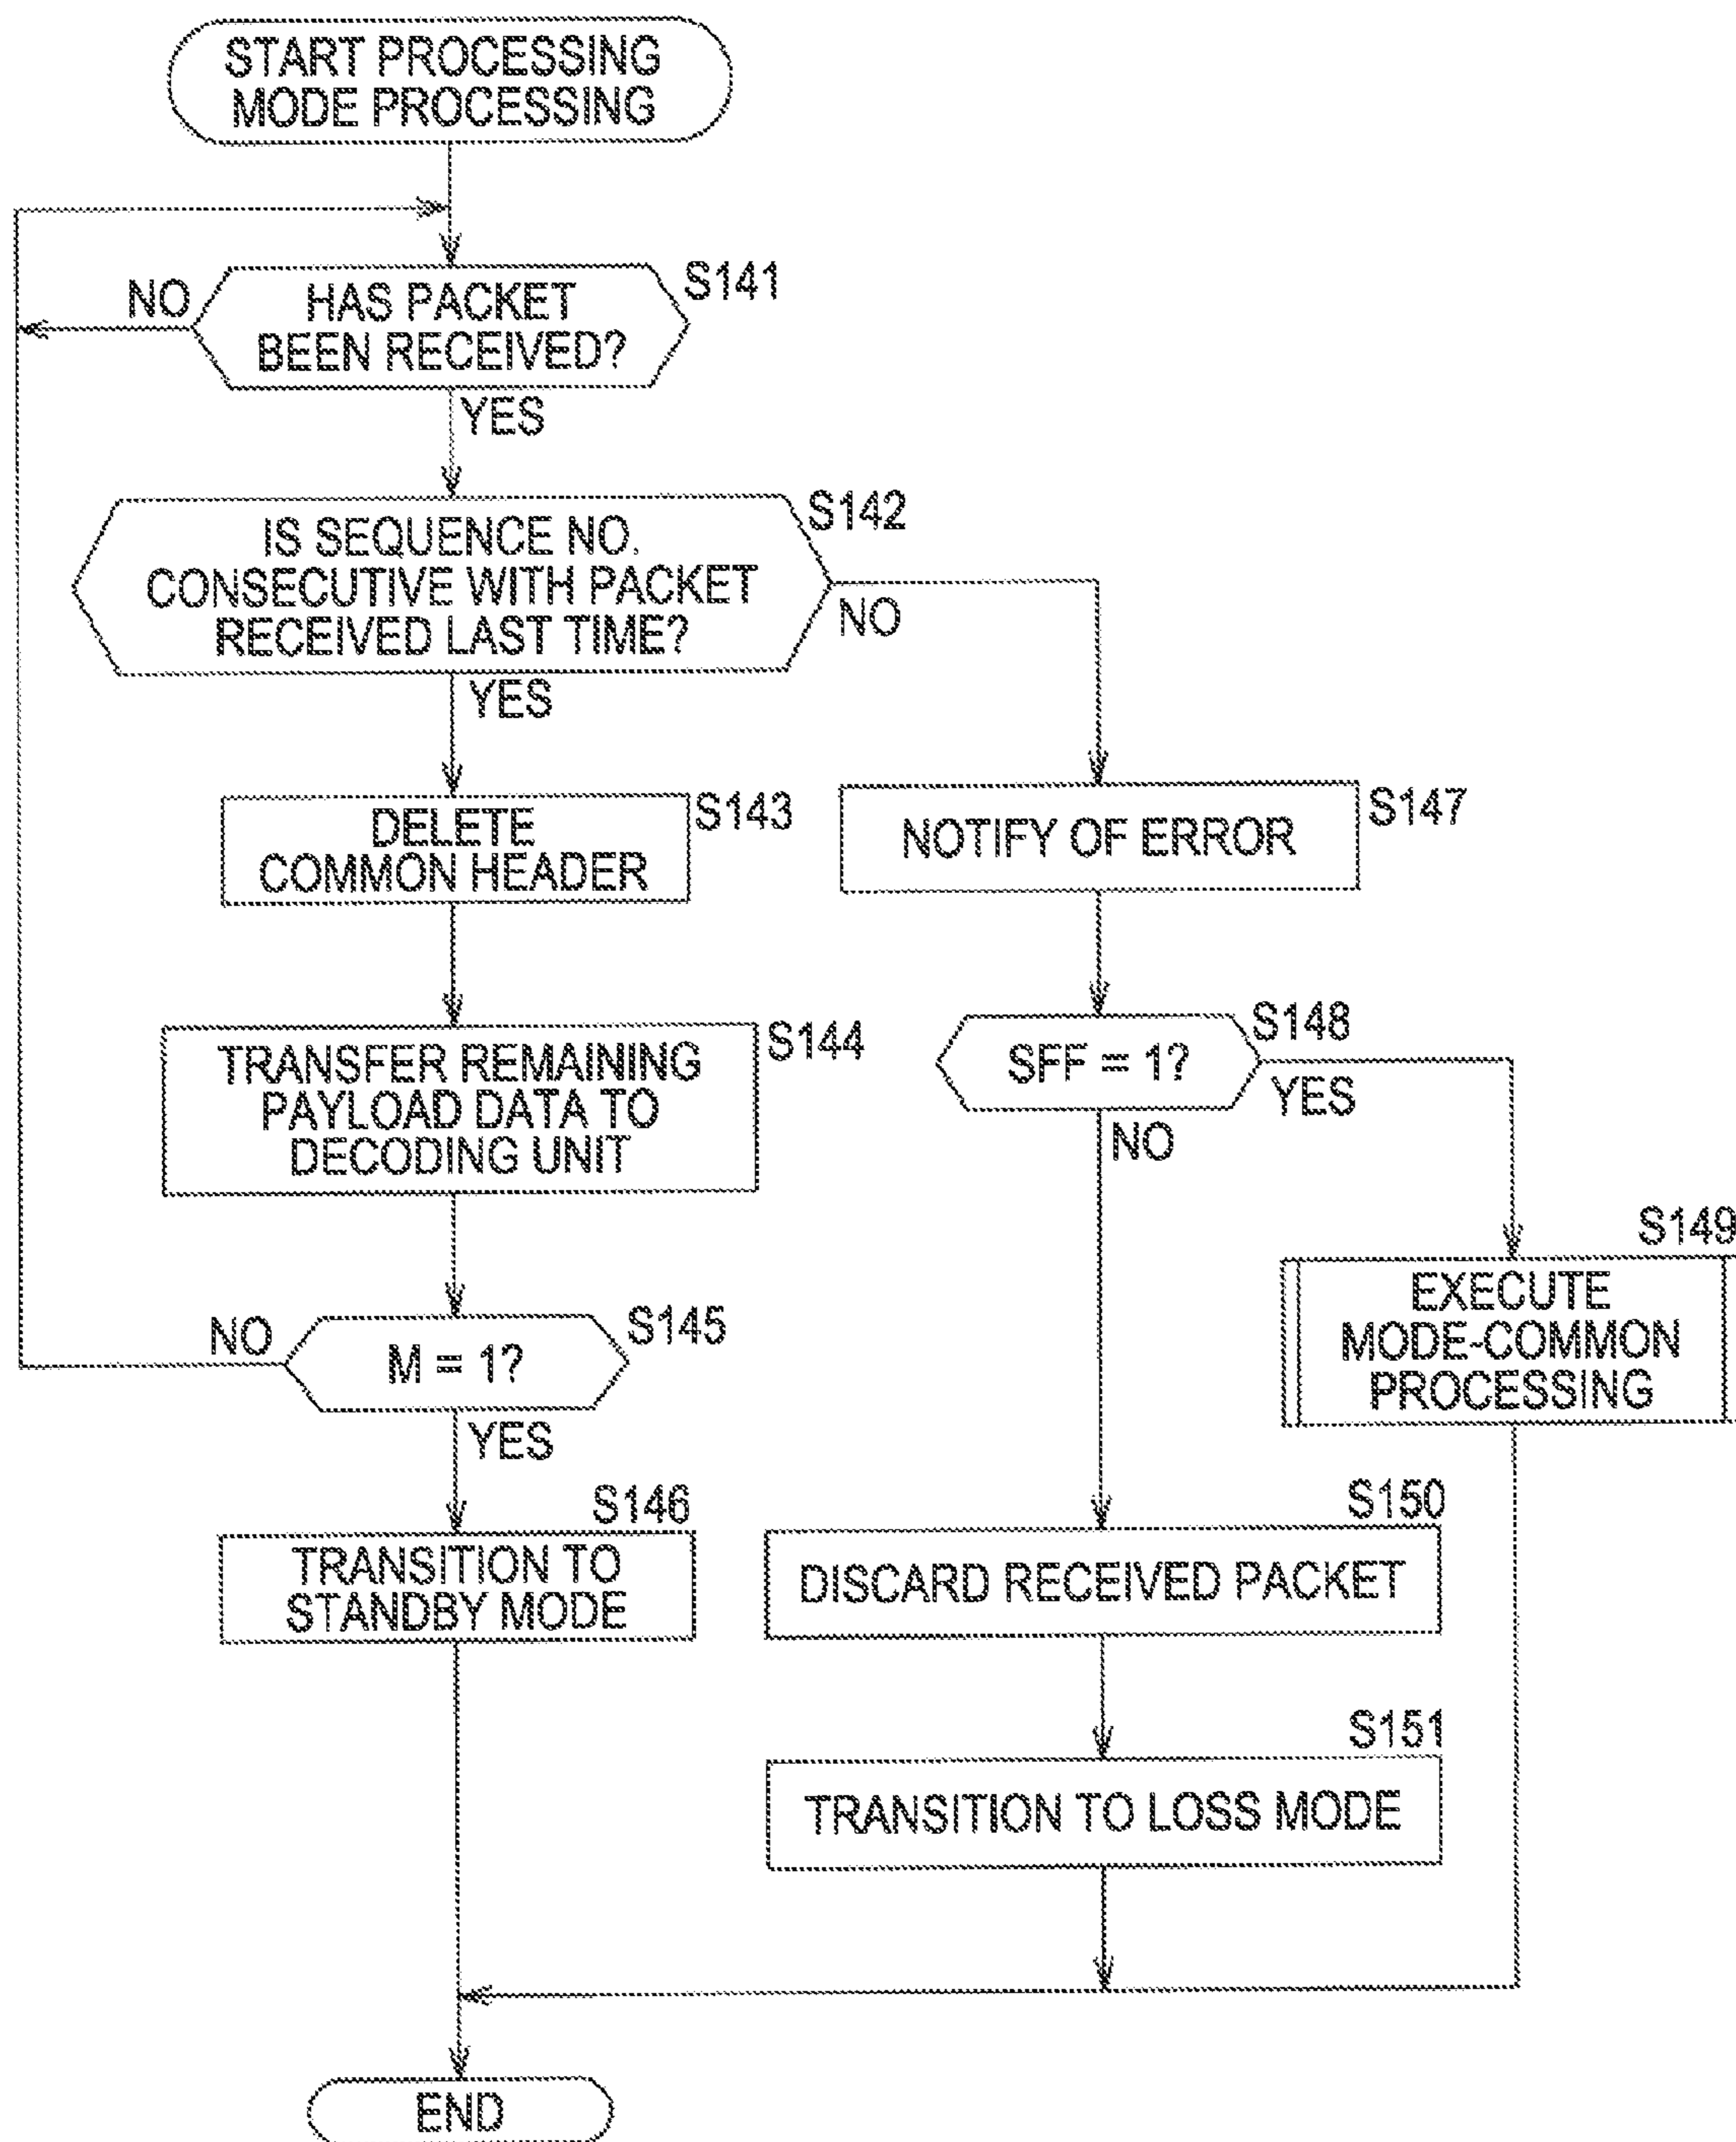 START PROCESSING
MODE PROCESSING
S141
NO
HAS PACKET
BEEN RECEIVED?
YES
S142
IS SEQUENCE NO.
CONSECUTIVE WITH PACKET
RECEIVED LAST TIME?
NO
YES
S143
DELETE
COMMON HEADER
S147
NOTIFY OF ERROR
S144
TRANSFER REMAINING
PAYLOAD DATA TO
DECODING UNIT
S148
SFF = 1?
YES
NO
S149
EXECUTE
MODE-COMMON
PROCESSING
S145
NO
M = 1?
YES
S146
TRANSITION TO
STANDBY MODE
S150
DISCARD RECEIVED PACKET
S151
TRANSITION TO LOSS MODE
END